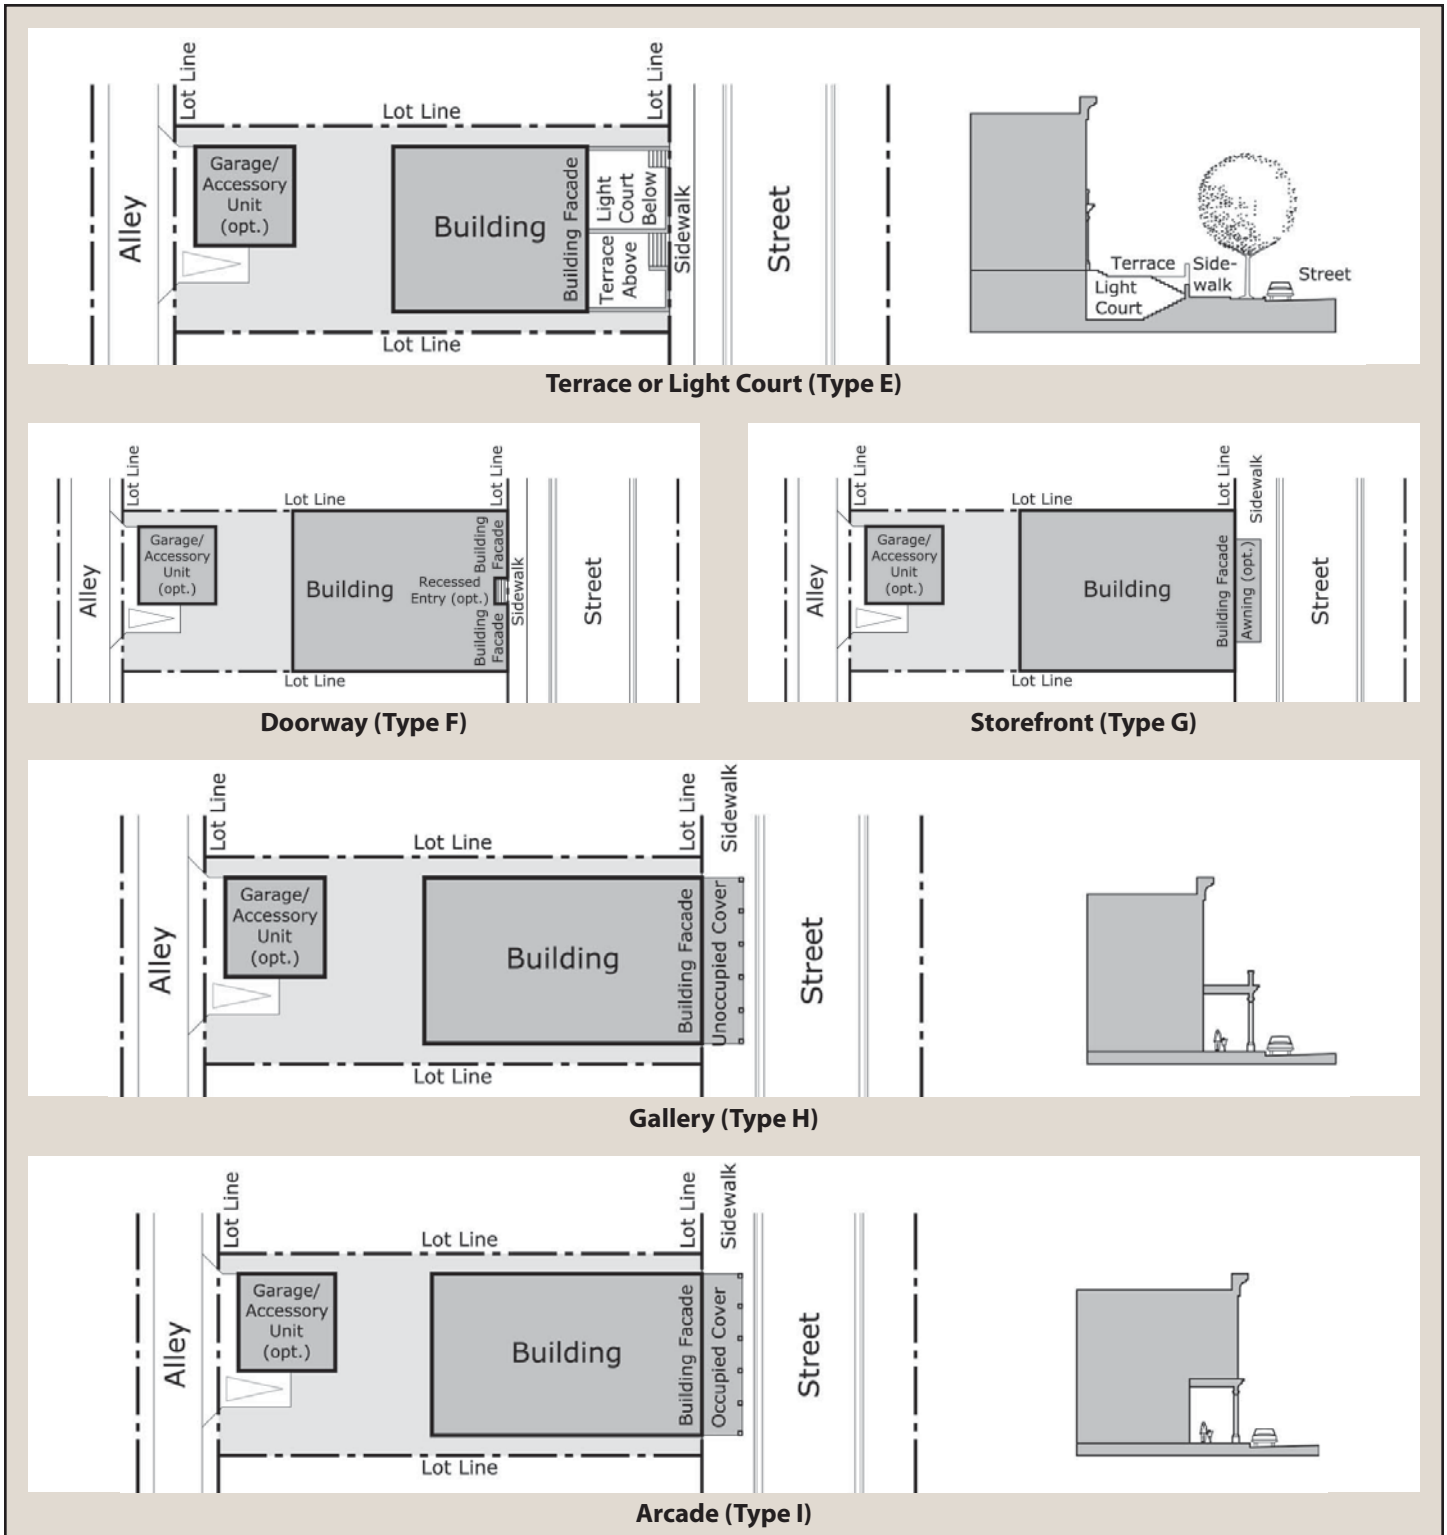 Lot Line
Lot Line
Lot Line
Alley
Garage/
Accessory
Unit
(opt.)
Building
Building Facade
Light
Court
Below
Terrace
Above
Sidewalk
Street
Lot Line
Terrace
Side-
walk
Light
Court
Street
Terrace or Light Court (Type E)
Lot Line
Lot Line
Lot Line
Alley
Garage/
Accessory
Unit
(opt.)
Building
Building
Facade
Recessed
Entry (opt.)
Building
Facade
Sidewalk
Street
Lot Line
Doorway (Type F)
Lot Line
Lot Line
Lot Line
Sidewalk
Alley
Garage/
Accessory
Unit
(opt.)
Building
Building Facade
Awning (opt.)
Street
Lot Line
Storefront (Type G)
Lot Line
Lot Line
Lot Line
Sidewalk
Alley
Garage/
Accessory
Unit
(opt.)
Building
Building Facade
Unoccupied Cover
Street
Lot Line
Gallery (Type H)
Lot Line
Lot Line
Lot Line
Sidewalk
Alley
Garage/
Accessory
Unit
(opt.)
Building
Building Facade
Occupied Cover
Street
Lot Line
Arcade (Type I)